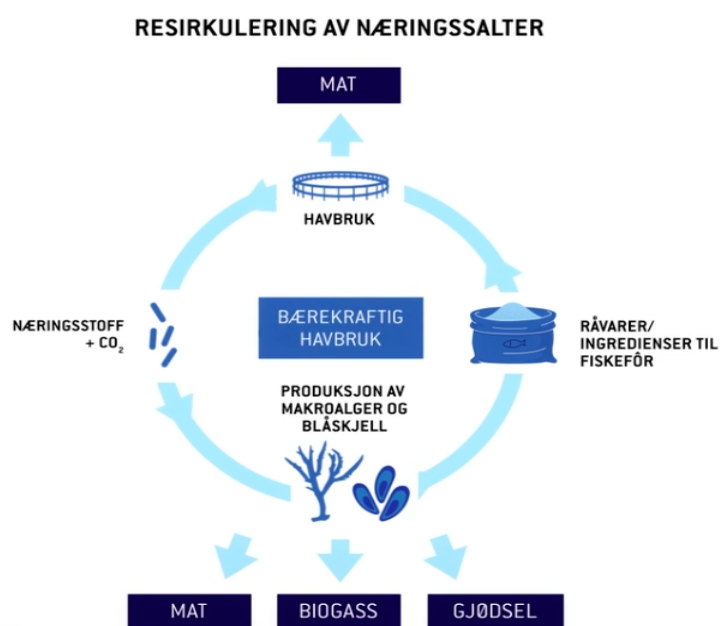 RESIRKULERING AV NÆRINGSSALTER
MAT
HAVBRUK
NÆRINGSSTOFF
+ CO₂
BÆREKRAFTIG
HAVBRUK
RÅVARER/
INGREDIENSER TIL
FISKEFÔR
PRODUKSJON AV
MAKROALGER OG
BLÅSKJELL
MAT
BIOGASS
GJØDSEL